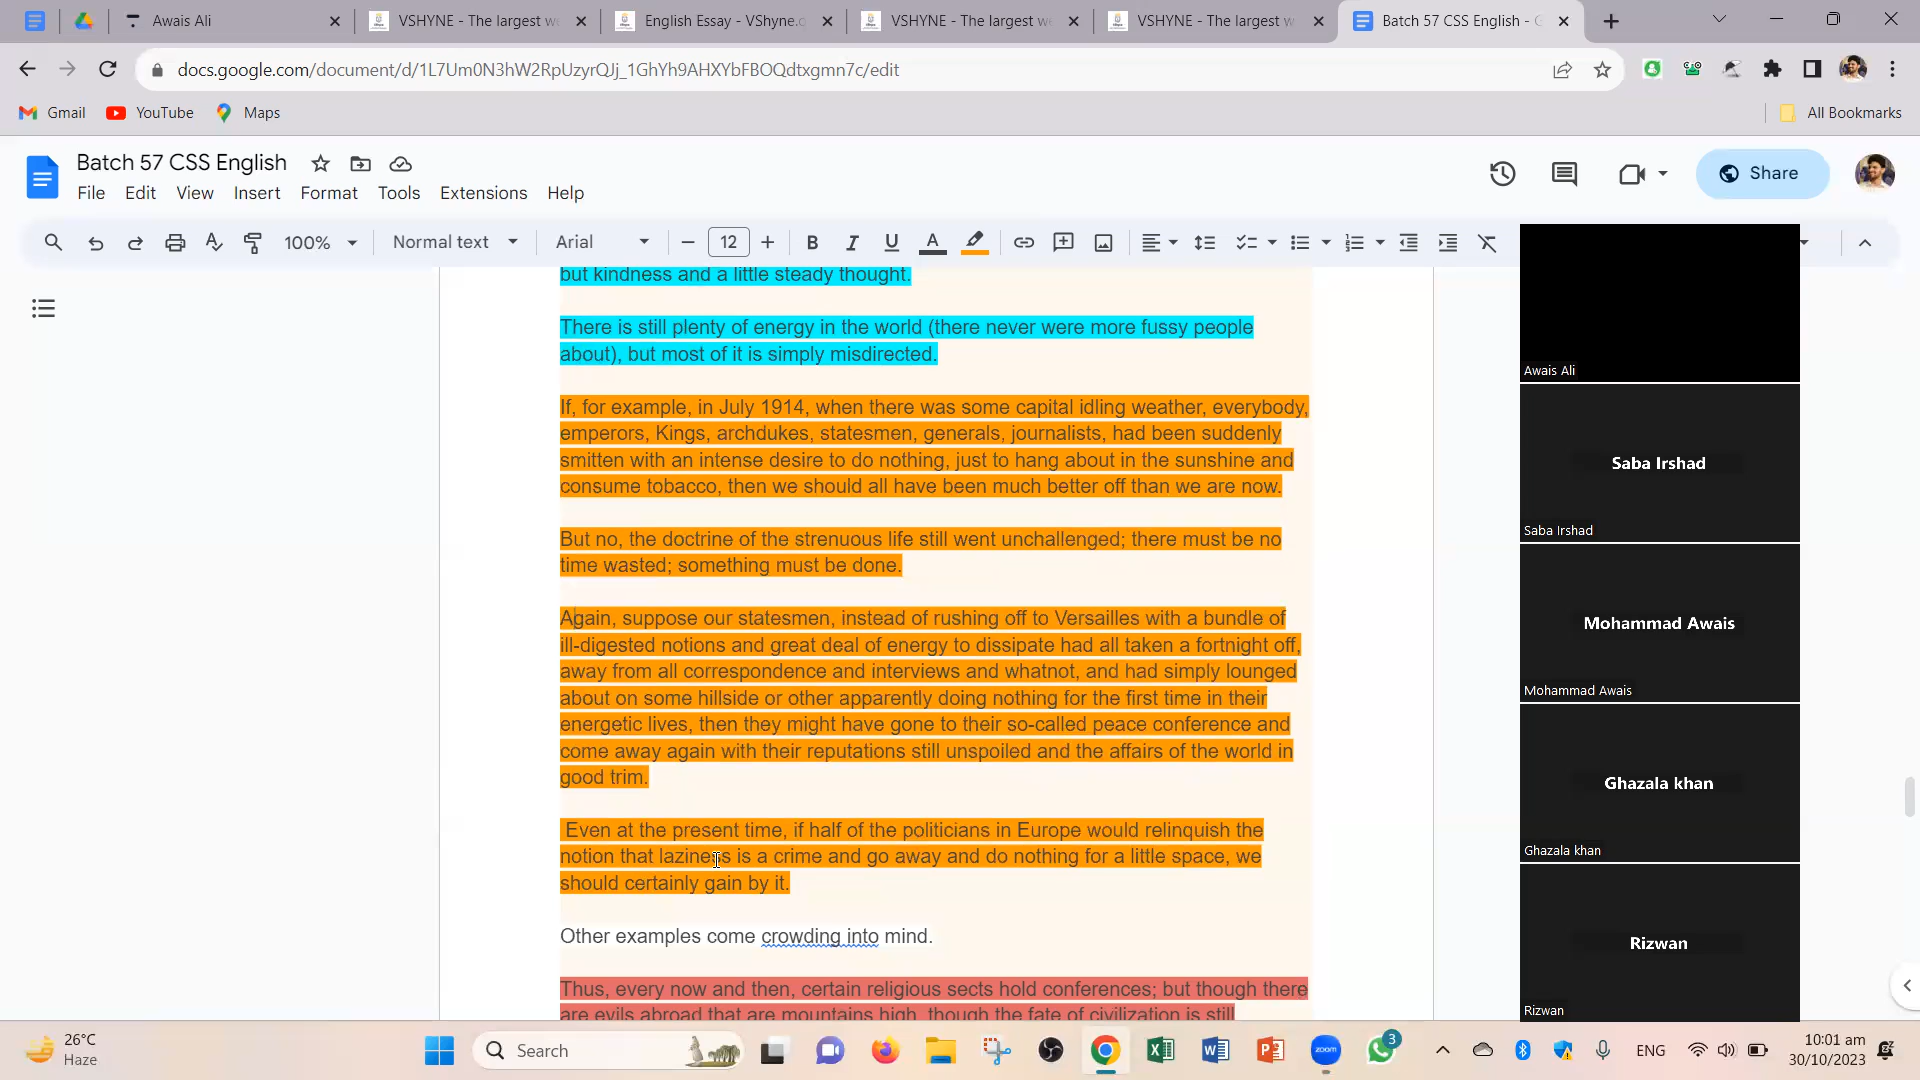 Awais Ali
VSHYNE - The largest w
English Essay - VShyne.
VSHYNE - The largest w
VSHYNE - The largest w
Batch 57 CSS English - G
docs.google.com/document/d/1L7Um0N3hW2RpUzyrQJj_1GhYh9AHXYbFBOQdtxgmn7c/edit
Gmail
YouTube
Maps
All Bookmarks
Batch 57 CSS English
File Edit View Insert Format Tools Extensions Help
Share
100%
Normal text
Arial
12
but kindness and a little steady thought.
There is still plenty of energy in the world (there never were more fussy people
about), but most of it is simply misdirected.
If, for example, in July 1914, when there was some capital idling weather, everybody,
emperors, Kings, archdukes, statesmen, generals, journalists, had been suddenly
smitten with an intense desire to do nothing, just to hang about in the sunshine and
consume tobacco, then we should all have been much better off than we are now.
But no, the doctrine of the strenuous life still went unchallenged; there must be no
time wasted; something must be done.
Again, suppose our statesmen, instead of rushing off to Versailles with a bundle of
ill-digested notions and great deal of energy to dissipate had all taken a fortnight off,
away from all correspondence and interviews and whatnot, and had simply lounged
about on some hillside or other apparently doing nothing for the first time in their
energetic lives, then they might have gone to their so-called peace conference and
come away again with their reputations still unspoiled and the affairs of the world in
good trim.
Even at the present time, if half of the politicians in Europe would relinquish the
notion that laziness is a crime and go away and do nothing for a little space, we
should certainly gain by it.
Other examples come crowding into mind.
Thus, every now and then, certain religious sects hold conferences; but though there
are evils abroad that are mountains high, though the fate of civilization is still
Awais Ali
Saba Irshad
Saba Irshad
Mohammad Awais
Mohammad Awais
Ghazala khan
Ghazala khan
Rizwan
Rizwan
26°C
Haze
Search
zoom
3
ENG
10:01 am
30/10/2023